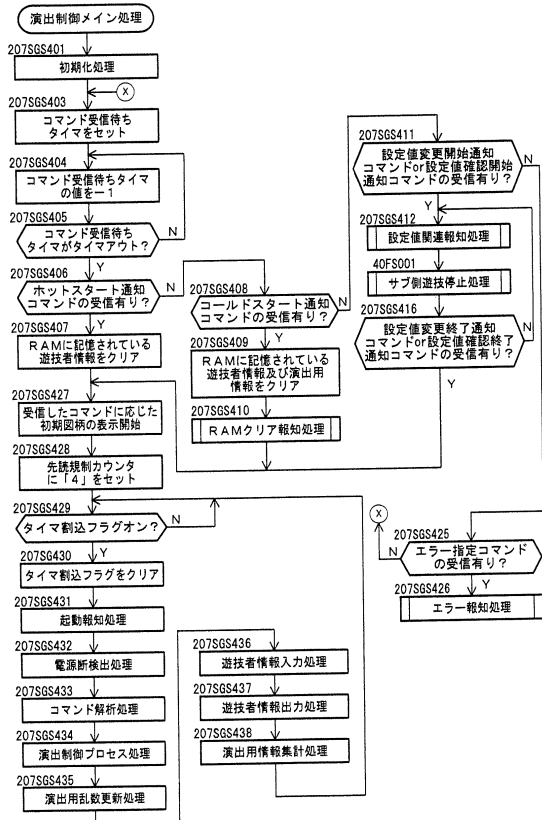 演出制御メイン処理
207SGS401
初期化処理
X
207SGS403
コマンド受信待ち
タイマをセット
207SGS404
コマンド受信待ちタイマ
の値を－１
207SGS405
コマンド受信待ち
タイマがタイムアウト？
N
Y
207SGS406
ホットスタート通知
コマンドの受信有り？
N
Y
207SGS407
ＲＡＭに記憶されている
遊技者情報をクリア
207SGS408
コールドスタート通知
コマンドの受信有り？
N
Y
207SGS409
ＲＡＭに記憶されている
遊技者情報及び演出用
情報をクリア
207SGS410
ＲＡＭクリア報知処理
207SGS411
設定値変更開始通知
コマンドor設定値確認開始
通知コマンドの受信有り？
N
Y
207SGS412
設定値関連報知処理
40FS001
サブ側遊技停止処理
207SGS416
設定値変更終了通知
コマンドor設定値確認終了
通知コマンドの受信有り？
N
Y
207SGS427
受信したコマンドに応じた
初期図柄の表示開始
207SGS428
先読規制カウンタ
に「４」をセット
207SGS429
タイマ割込フラグオン？
N
Y
207SG430
タイマ割込フラグをクリア
207SGS431
起動報知処理
207SGS432
電源断検出処理
207SGS433
コマンド解析処理
207SGS434
演出制御プロセス処理
207SGS435
演出用乱数更新処理
207SGS436
遊技者情報入力処理
207SGS437
遊技者情報出力処理
207SGS438
演出用情報集計処理
X
207SGS425
エラー指定コマンド
の受信有り？
N
Y
207SGS426
エラー報知処理